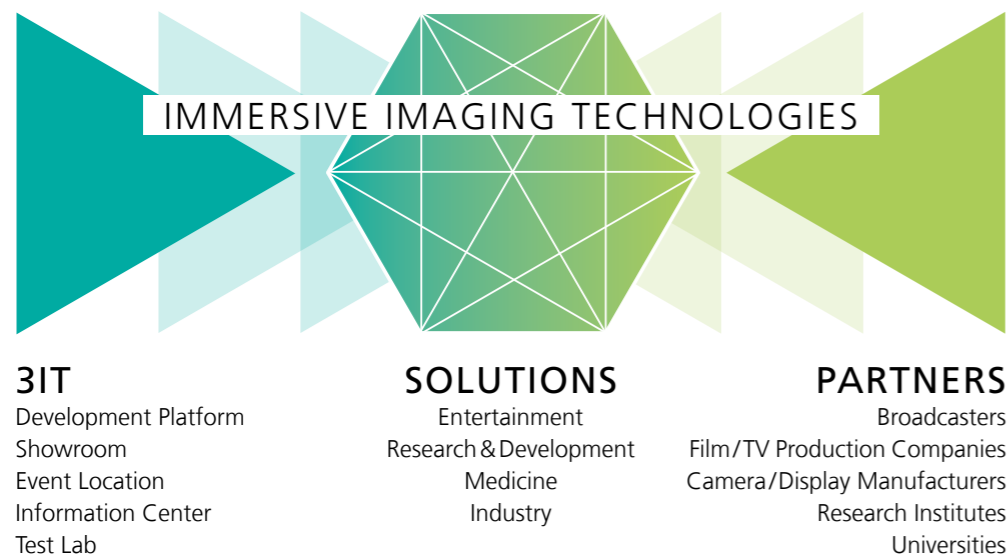 IMMERSIVE IMAGING TECHNOLOGIES
3IT
Development Platform
Showroom
Event Location
Information Center
Test Lab
SOLUTIONS
Entertainment
Research & Development
Medicine
Industry
PARTNERS
Broadcasters
Film/TV Production Companies
Camera/Display Manufacturers
Research Institutes
Universities